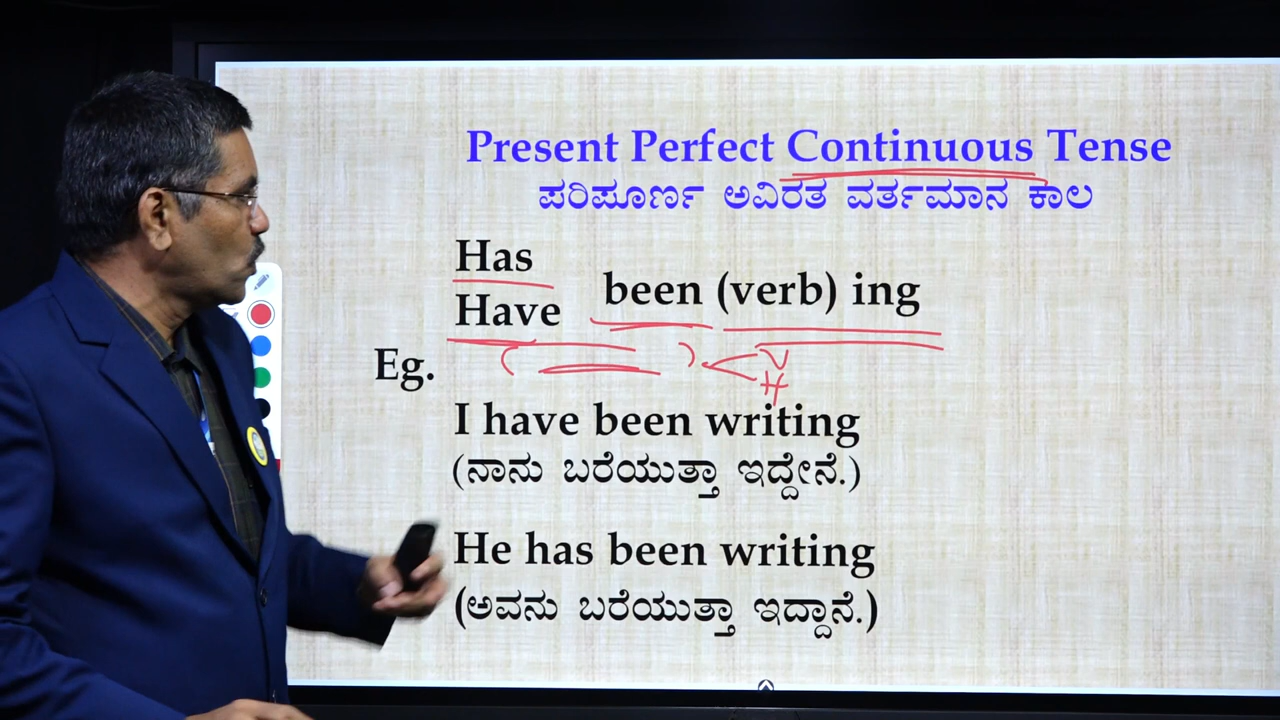 Present Perfect Continuous Tense
ಪರಿಪೂರ್ಣ ಅವಿರತ ವರ್ತಮಾನ ಕಾಲ
Has
Have been (verb) ing
Eg.
I have been writing
(ನಾನು ಬರೆಯುತ್ತಾ ಇದ್ದೇನೆ.)
He has been writing
(ಅವನು ಬರೆಯುತ್ತಾ ಇದ್ದಾನೆ.)